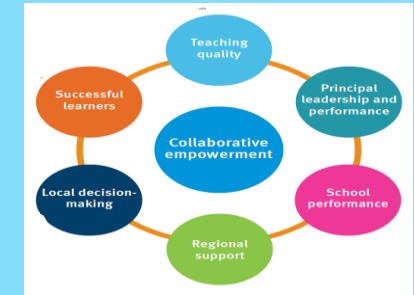 Teaching
quality
Principal
leadership and
performance
School
performance
Regional
support
Local decision-
making
Successful
learners
Collaborative
empowerment